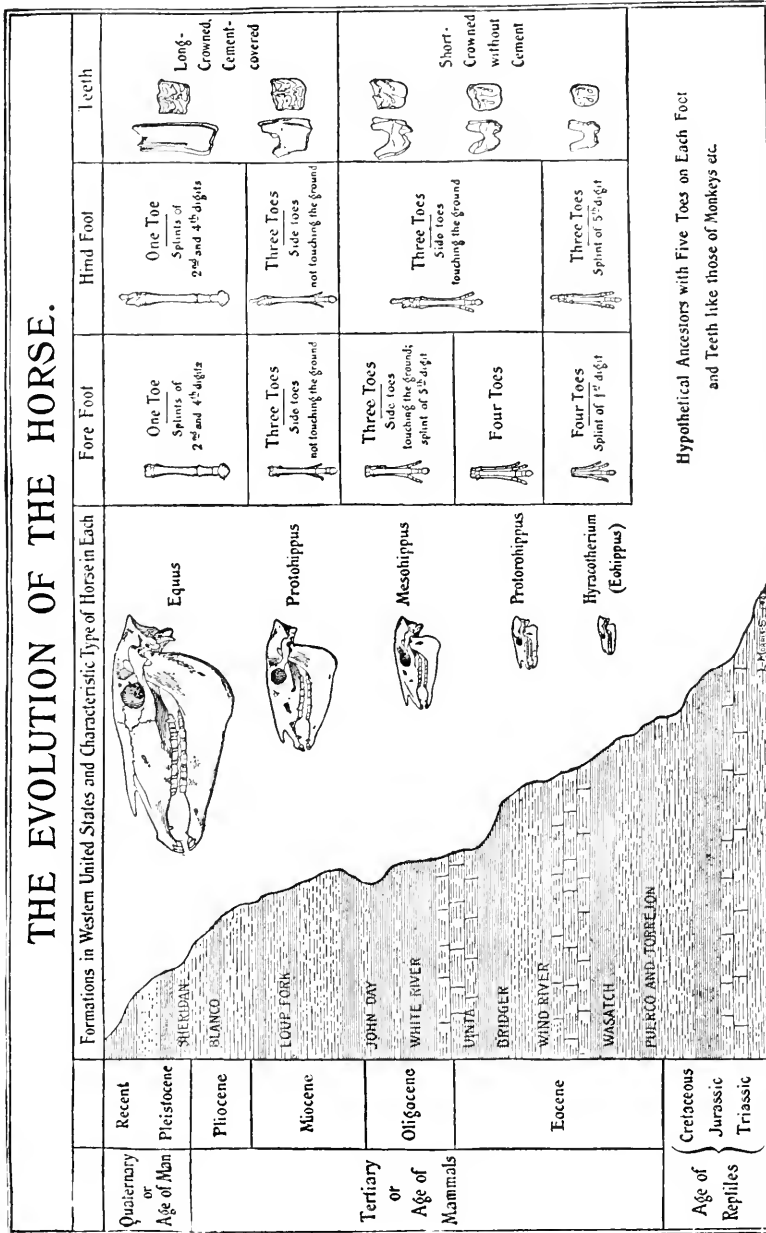 THE EVOLUTION OF THE HORSE.
Formations in Western United States and Characteristic Type of Horse in Each
Fore Foot
Hind Foot
Teeth
Quaternary
or
Age of Man
Recent
Pleistocene
SHERIDAN
Equus
One Toe
Splints of
2nd and 4th digits
One Toe
Splints of
2nd and 4th digits
Long-
Crowned,
Cement-
covered
Tertiary
or
Age of
Mammals
Pliocene
BLANCO
Miocene
LOUP FORK
Protohippus
Three Toes
Side toes
not touching the ground
Three Toes
Side toes
not touching the ground
Oligocene
JOHN DAY
WHITE RIVER
Mesohippus
Three Toes
Side toes
touching the ground;
splint of 5th digit
Three Toes
Side toes
touching the ground
Short-
Crowned
without
Cement
Eocene
UINTA
BRIDGER
WIND RIVER
WASATCH
PUERCO AND TORREJON
Protorohippus
Four Toes
Hyracotherium
(Eohippus)
Four Toes
Splint of 1st digit
Three Toes
Splint of 5th digit
Age of
Reptiles
Cretaceous
Jurassic
Triassic
Hypothetical Ancestors with Five Toes on Each Foot
and Teeth like those of Monkeys etc.